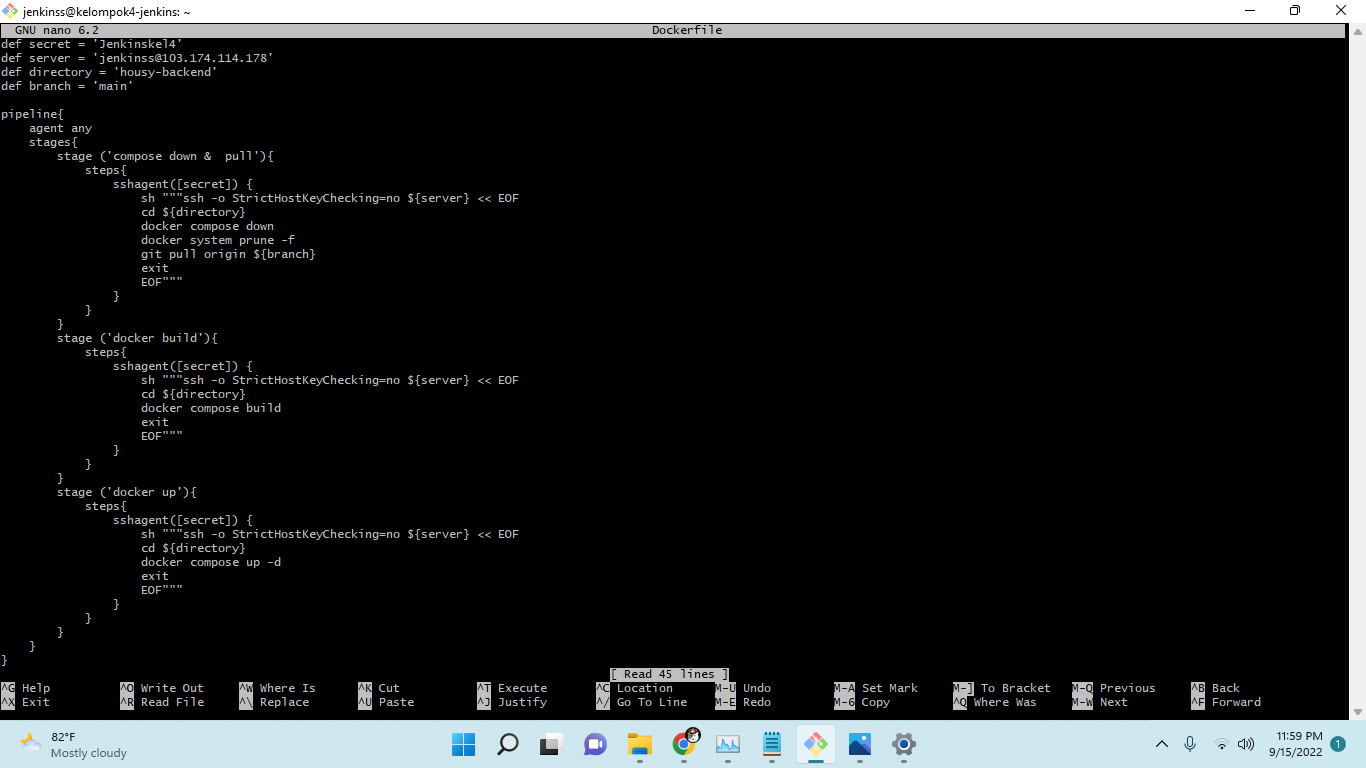 jenkinss@kelompok4-jenkins: ~
GNU nano 6.2 Dockerfile
def secret = 'Jenkinskel4'
def server = 'jenkinss@103.174.114.178'
def directory = 'housy-backend'
def branch = 'main'

pipeline{
    agent any
    stages{
        stage ('compose down &  pull'){
            steps{
                sshagent([secret]) {
                    sh """ssh -o StrictHostKeyChecking=no ${server} << EOF
                    cd ${directory}
                    docker compose down
                    docker system prune -f
                    git pull origin ${branch}
                    exit
                    EOF"""
                }
            }
        }
        stage ('docker build'){
            steps{
                sshagent([secret]) {
                    sh """ssh -o StrictHostKeyChecking=no ${server} << EOF
                    cd ${directory}
                    docker compose build
                    exit
                    EOF"""
                }
            }
        }
        stage ('docker up'){
            steps{
                sshagent([secret]) {
                    sh """ssh -o StrictHostKeyChecking=no ${server} << EOF
                    cd ${directory}
                    docker compose up -d
                    exit
                    EOF"""
                }
            }
        }
    }
}
[ Read 45 lines ]
^G Help ^O Write Out ^W Where Is ^K Cut ^T Execute ^C Location M-U Undo M-A Set Mark M-] To Bracket M-Q Previous ^B Back
^X Exit ^R Read File ^\ Replace ^U Paste ^J Justify ^/ Go To Line M-E Redo M-6 Copy ^Q Where Was M-W Next ^F Forward
82°F
Mostly cloudy
11:59 PM
9/15/2022
1